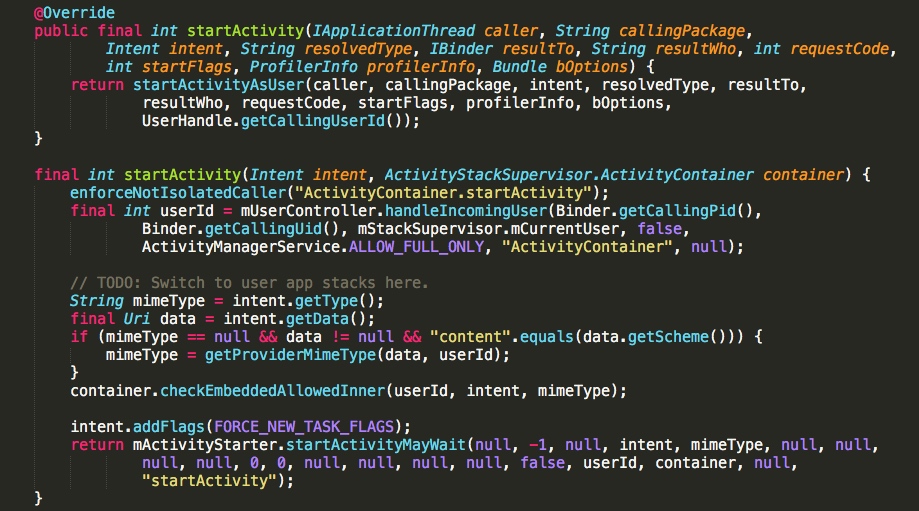 @Override
public final int startActivity(IApplicationThread caller, String callingPackage,
        Intent intent, String resolvedType, IBinder resultTo, String resultWho, int requestCode,
        int startFlags, ProfilerInfo profilerInfo, Bundle bOptions) {
    return startActivityAsUser(caller, callingPackage, intent, resolvedType, resultTo,
            resultWho, requestCode, startFlags, profilerInfo, bOptions,
            UserHandle.getCallingUserId());
}

final int startActivity(Intent intent, ActivityStackSupervisor.ActivityContainer container) {
    enforceNotIsolatedCaller("ActivityContainer.startActivity");
    final int userId = mUserController.handleIncomingUser(Binder.getCallingPid(),
            Binder.getCallingUid(), mStackSupervisor.mCurrentUser, false,
            ActivityManagerService.ALLOW_FULL_ONLY, "ActivityContainer", null);

    // TODO: Switch to user app stacks here.
    String mimeType = intent.getType();
    final Uri data = intent.getData();
    if (mimeType == null && data != null && "content".equals(data.getScheme())) {
        mimeType = getProviderMimeType(data, userId);
    }
    container.checkEmbeddedAllowedInner(userId, intent, mimeType);

    intent.addFlags(FORCE_NEW_TASK_FLAGS);
    return mActivityStarter.startActivityMayWait(null, -1, null, intent, mimeType, null, null,
            null, null, 0, 0, null, null, null, null, false, userId, container, null,
            "startActivity");
}